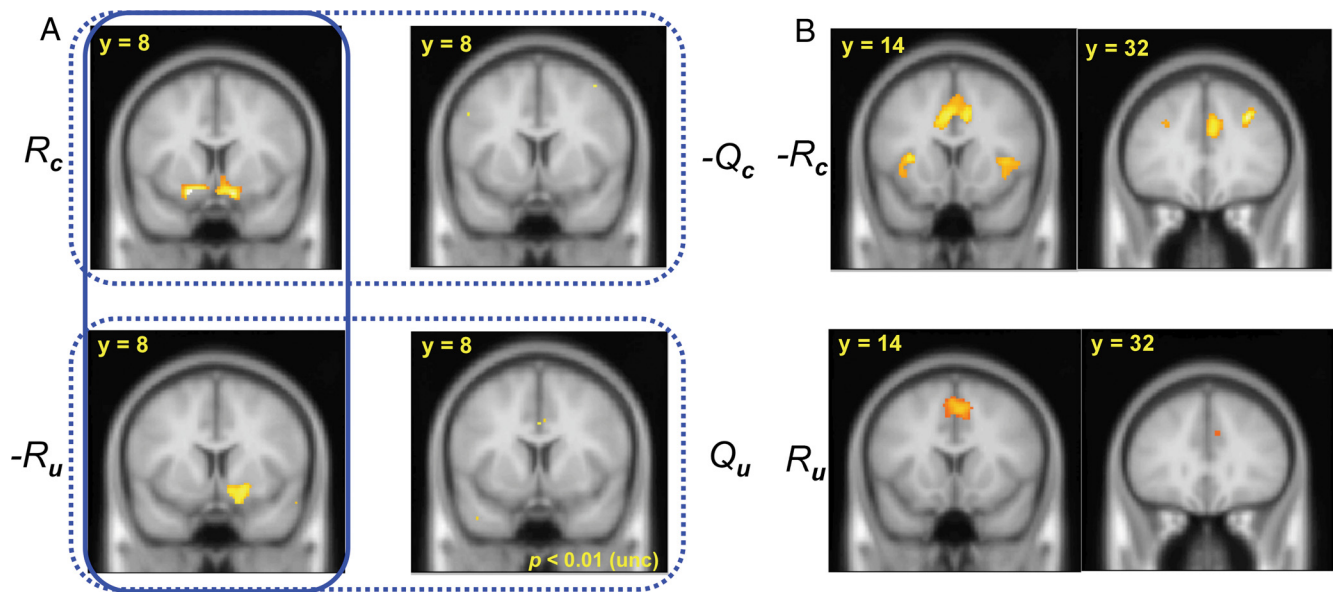 A
B
y = 8
y = 8
y = 14
y = 32
Rc
-Qc
-Rc
y = 8
y = 8
y = 14
y = 32
-Ru
Qu
Ru
p < 0.01 (unc)